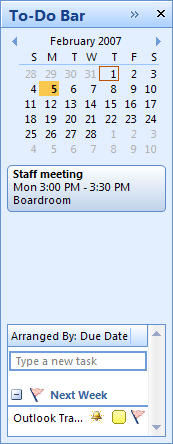 To-Do Bar
February 2007
S M T W T F S
28 29 30 31 1 2 3
4 5 6 7 8 9 10
11 12 13 14 15 16 17
18 19 20 21 22 23 24
25 26 27 28 1 2 3
4 5 6 7 8 9 10
Staff meeting
Mon 3:00 PM - 3:30 PM
Boardroom
Arranged By: Due Date
Type a new task
Next Week
Outlook Tra...